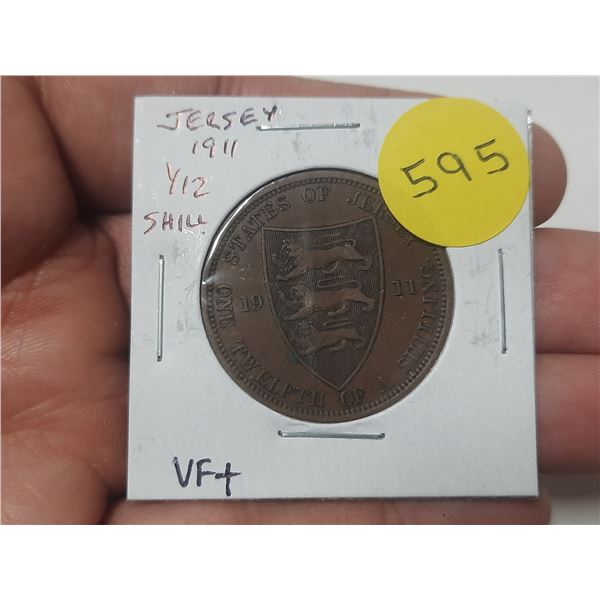 JERSEY
1911
1/12
SHILL
595
STATES OF JERSEY
19 11
ONE TWELFTH OF A SHILLING
VF+